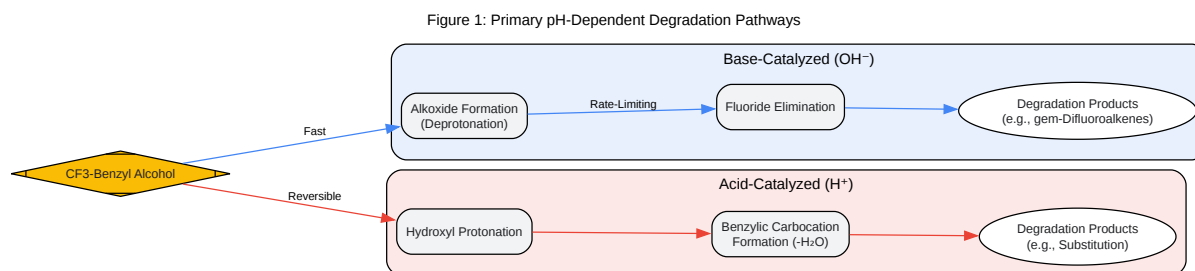 Figure 1: Primary pH-Dependent Degradation Pathways
Base-Catalyzed (OH⁻)
Alkoxide Formation
(Deprotonation)
Rate-Limiting
Fluoride Elimination
Degradation Products
(e.g., gem-Difluoroalkenes)
Fast
CF3-Benzyl Alcohol
Reversible
Acid-Catalyzed (H⁺)
Hydroxyl Protonation
Benzylic Carbocation
Formation (-H₂O)
Degradation Products
(e.g., Substitution)